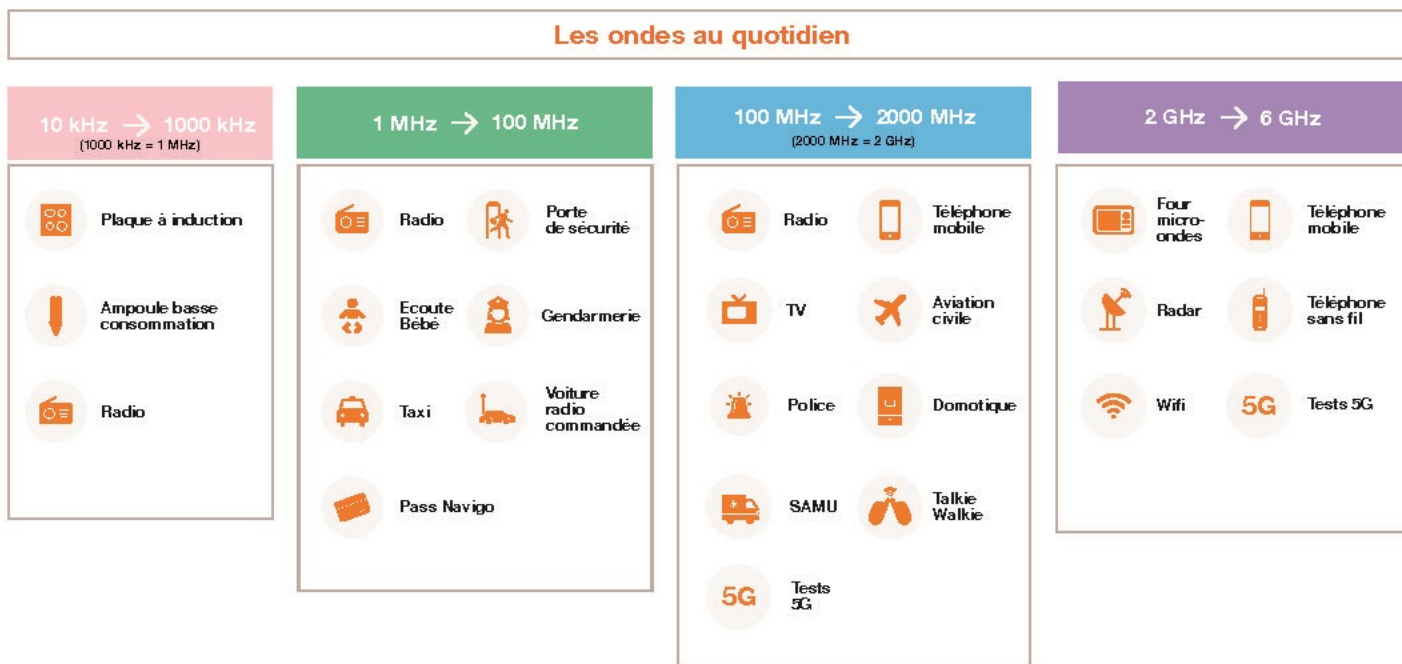 Les ondes au quotidien
10 kHz → 1000 kHz
(1000 kHz = 1 MHz)
Plaque à induction
Ampoule basse
consommation
Radio
1 MHz → 100 MHz
Radio
Porte
de sécurité
Ecoute
Bébé
Gendarmerie
Taxi
Voiture
radio
commandée
Pass Navigo
100 MHz → 2000 MHz
(2000 MHz = 2 GHz)
Radio
Téléphone
mobile
TV
Aviation
civile
Police
Domotique
SAMU
Talkie
Walkie
5G
Tests
5G
2 GHz → 6 GHz
Four
micro-
ondes
Téléphone
mobile
Radar
Téléphone
sans fil
Wifi
5G
Tests 5G